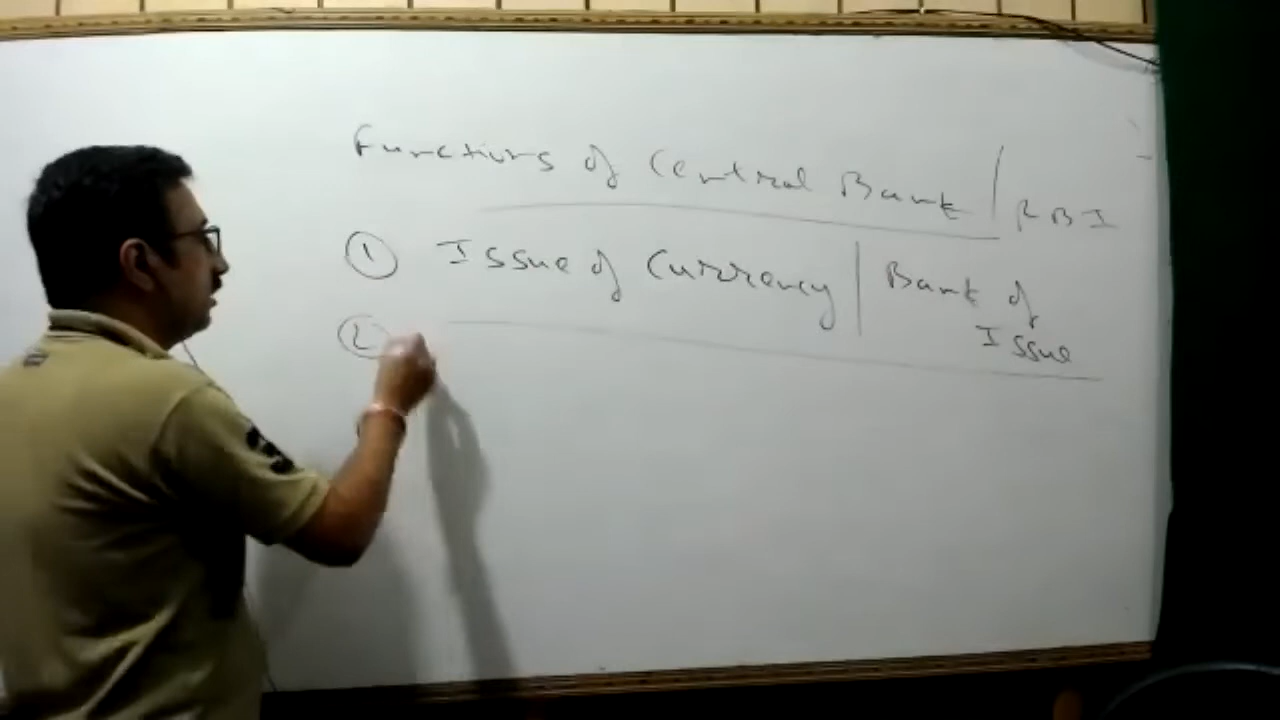 Functions of Central Bank / RBI
① Issue of Currency | Bank of
Issue
②